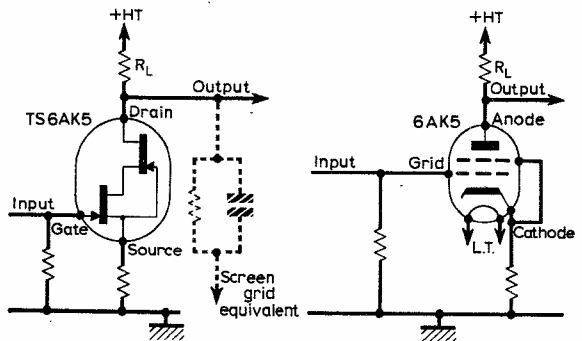 +HT
RL
Output
Drain
TS6AK5
Input
Gate
Source
Screen
grid
equivalent
+HT
RL
Output
6AK5
Anode
Input
Grid
Cathode
L.T.